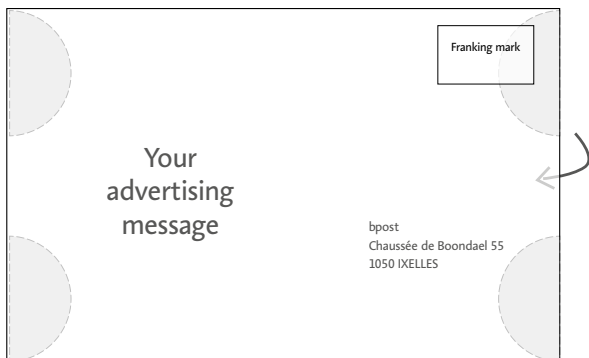 Franking mark
Your
advertising
message
bpost
Chaussée de Boondael 55
1050 IXELLES